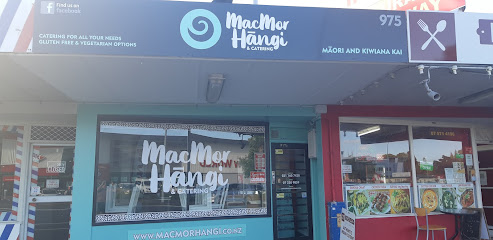 Find us on
facebook
CATERING FOR ALL YOUR NEEDS
GLUTEN FREE & VEGETARIAN OPTIONS
MacMor
Hāngi
& CATERING
975
MĀORI AND KIWIANA KAI
MacMor
Hāngi
& CATERING
WWW.MACMORHANGI.CO.NZ